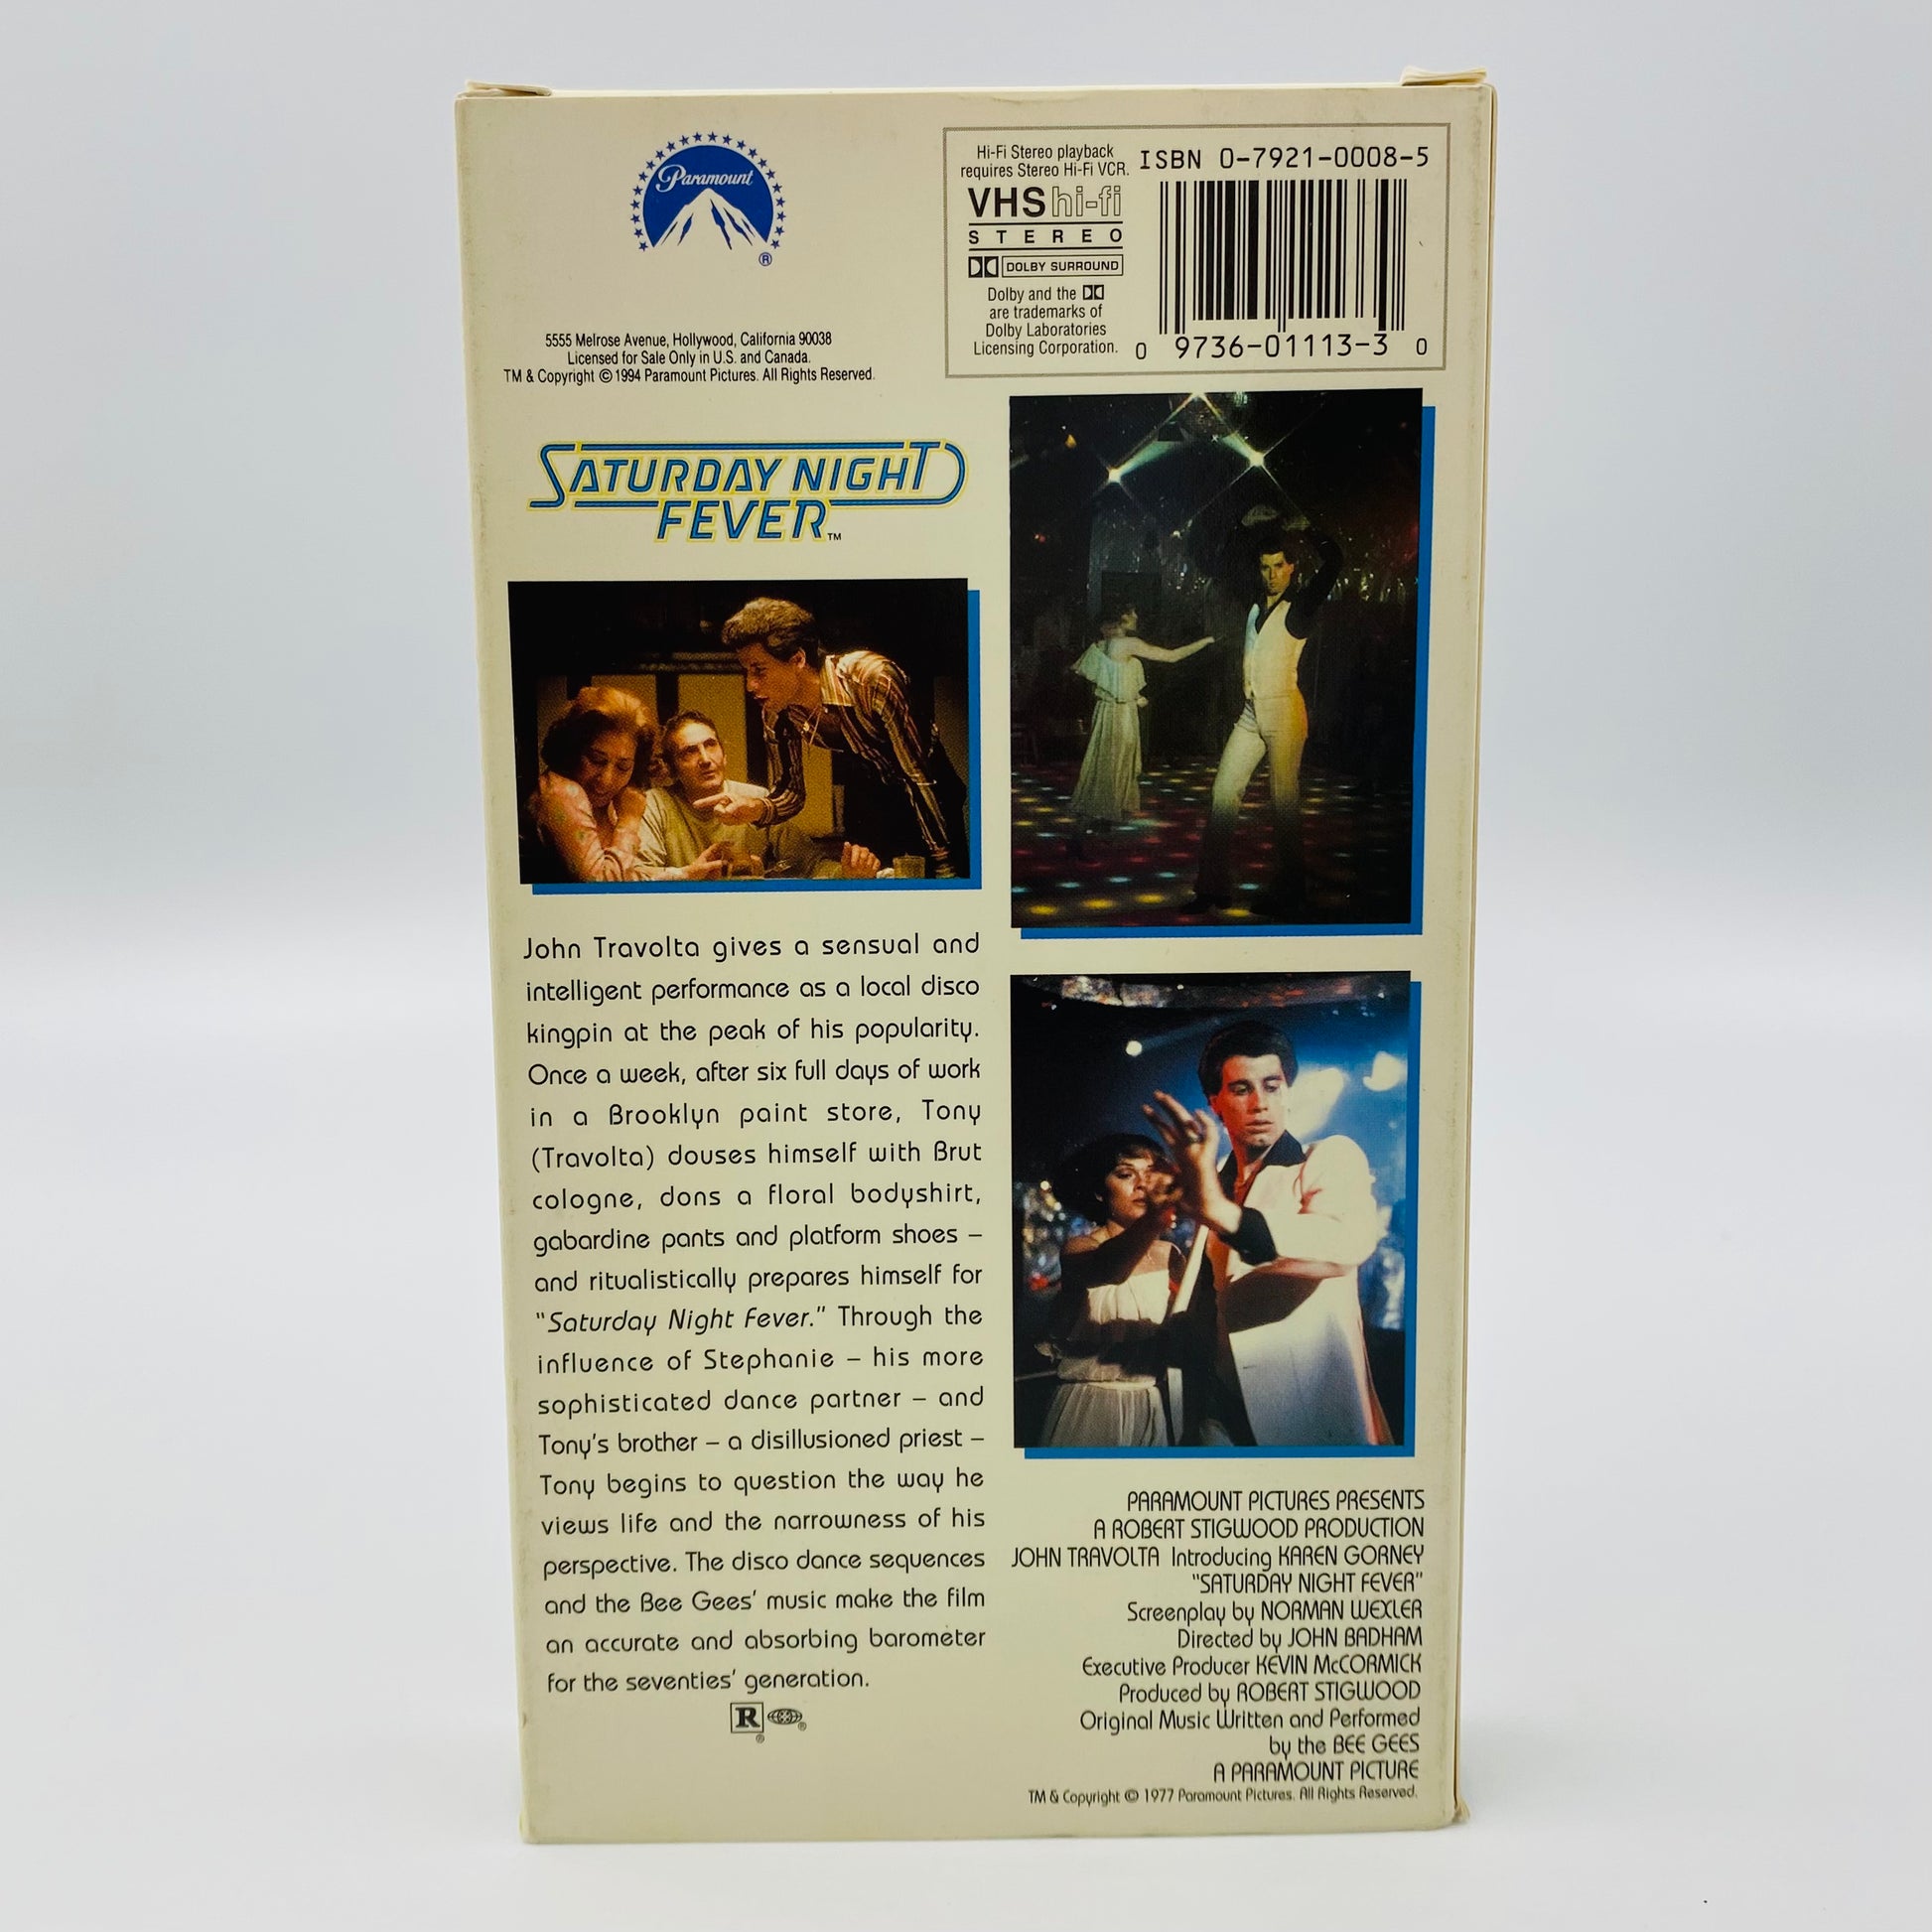 Paramount
®
5555 Melrose Avenue, Hollywood, California 90038
Licensed for Sale Only in U.S. and Canada.
TM & Copyright © 1994 Paramount Pictures. All Rights Reserved.
Hi-Fi Stereo playback
requires Stereo Hi-Fi VCR.
VHS hi-fi
STEREO
DOLBY SURROUND
Dolby and the
are trademarks of
Dolby Laboratories
Licensing Corporation.
ISBN 0-7921-0008-5
0 9736-01113-3 0
SATURDAY NIGHT
FEVER™
John Travolta gives a sensual and
intelligent performance as a local disco
kingpin at the peak of his popularity.
Once a week, after six full days of work
in a Brooklyn paint store, Tony
(Travolta) douses himself with Brut
cologne, dons a floral bodyshirt,
gabardine pants and platform shoes –
and ritualistically prepares himself for
"Saturday Night Fever." Through the
influence of Stephanie – his more
sophisticated dance partner – and
Tony's brother – a disillusioned priest –
Tony begins to question the way he
views life and the narrowness of his
perspective. The disco dance sequences
and the Bee Gees' music make the film
an accurate and absorbing barometer
for the seventies' generation.
R ® ®
PARAMOUNT PICTURES PRESENTS
A ROBERT STIGWOOD PRODUCTION
JOHN TRAVOLTA Introducing KAREN GORNEY
"SATURDAY NIGHT FEVER"
Screenplay by NORMAN WEXLER
Directed by JOHN BADHAM
Executive Producer KEVIN McCORMICK
Produced by ROBERT STIGWOOD
Original Music Written and Performed
by the BEE GEES
A PARAMOUNT PICTURE
TM & Copyright © 1977 Paramount Pictures. All Rights Reserved.